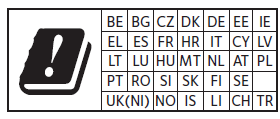 BE BG CZ DK DE EE IE
EL ES FR HR IT CY LV
LT LU HU MT NL AT PL
PT RO SI SK FI SE
UK(NI) NO IS LI CH TR